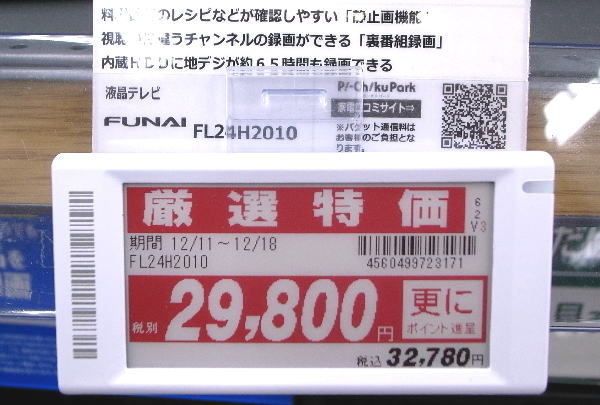 のレシピなどが確認しやすい「静止画機能
視聴 違うチャンネルの録画ができる「裏番組録画」
内蔵HDDに地デジが約65時間も録画できる
液晶テレビ
FUNAI FL24H2010
Pi-Ch/kuPark
家電 コミサイト⇒
※パケット通信料は
お客様のご負担とな
ります。
厳選特価
62V3
期間 12/11～12/18
FL24H2010
4560499723171
税別 29,800円
更に
ポイント進呈
税込 32,780円